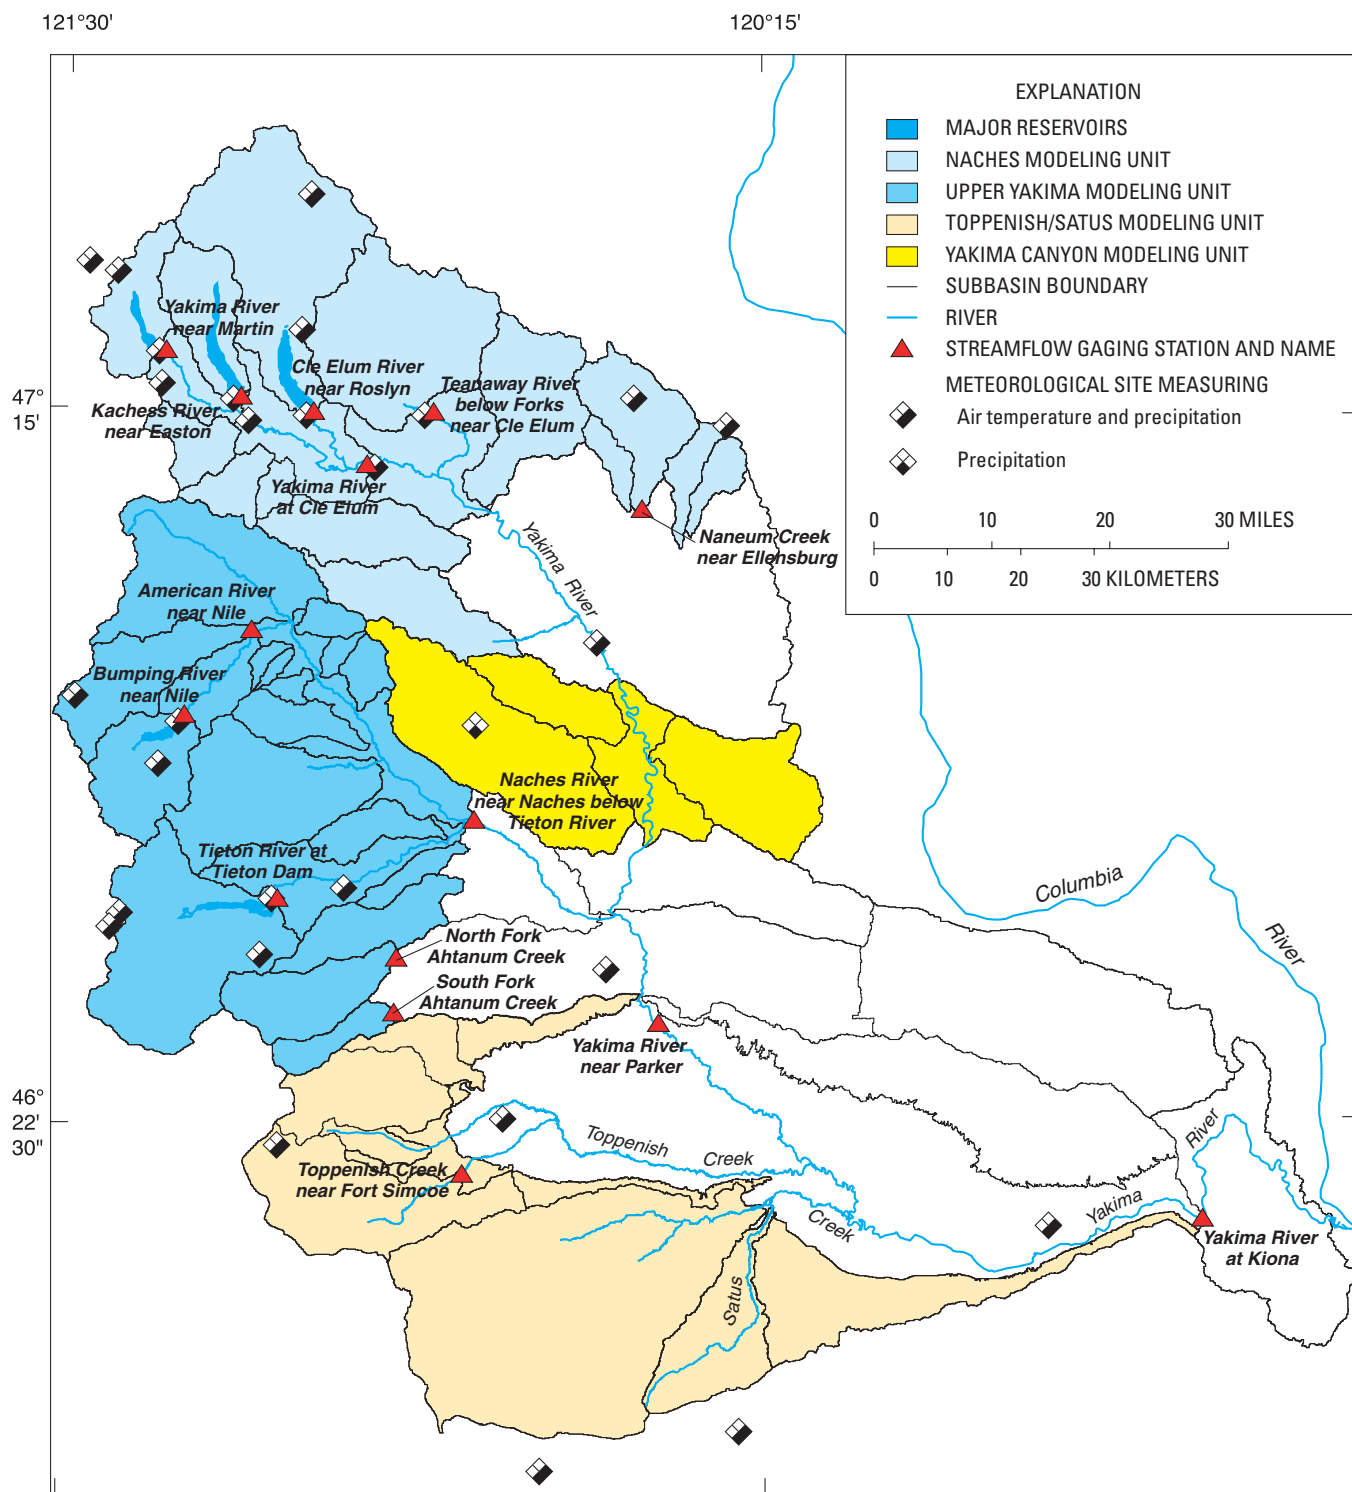 121°30'
120°15'
EXPLANATION
MAJOR RESERVOIRS
NACHES MODELING UNIT
UPPER YAKIMA MODELING UNIT
TOPPENISH/SATUS MODELING UNIT
YAKIMA CANYON MODELING UNIT
SUBBASIN BOUNDARY
RIVER
STREAMFLOW GAGING STATION AND NAME
METEOROLOGICAL SITE MEASURING
Air temperature and precipitation
Precipitation
0 10 20 30 MILES
0 10 20 30 KILOMETERS
Yakima River
near Martin
Cle Elum River
near Roslyn
Teanaway River
below Forks
near Cle Elum
47°
15'
Kachess River
near Easton
Yakima River
at Cle Elum
Yakima River
Naneum Creek
near Ellensburg
American River
near Nile
Bumping River
near Nile
Naches River
near Naches below
Tieton River
Tieton River at
Tieton Dam
Columbia
River
North Fork
Ahtanum Creek
South Fork
Ahtanum Creek
Yakima River
near Parker
46°
22'
30"
Toppenish
Creek
River
Toppenish Creek
near Fort Simcoe
Creek
Yakima
Yakima River
at Kiona
Satus